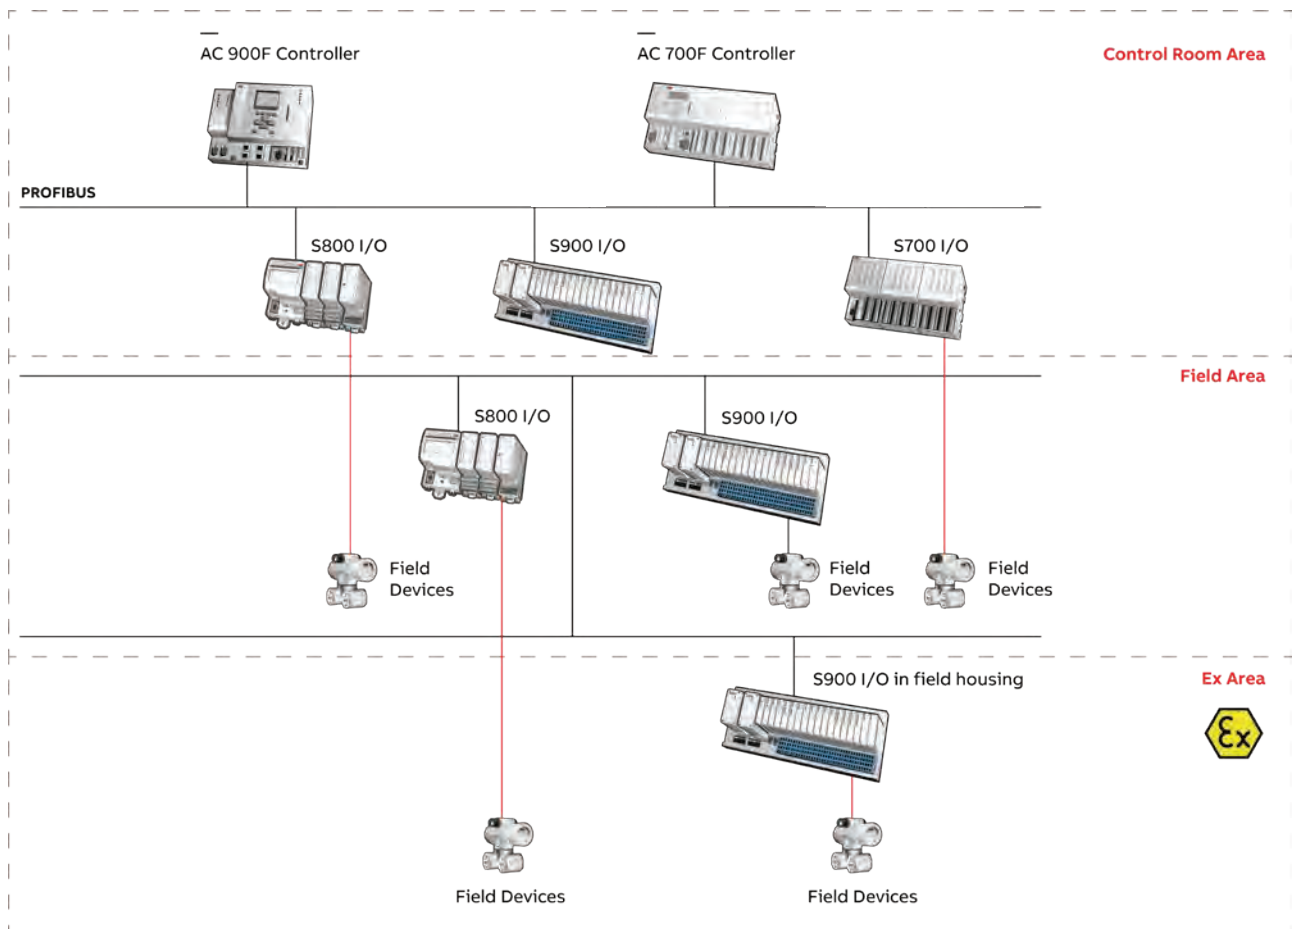 AC 900F Controller
AC 700F Controller
Control Room Area
PROFIBUS
S800 I/O
S900 I/O
S700 I/O
Field Area
S800 I/O
S900 I/O
Field
Devices
Field
Devices
Field
Devices
S900 I/O in field housing
Ex Area
Ex
Field Devices
Field Devices